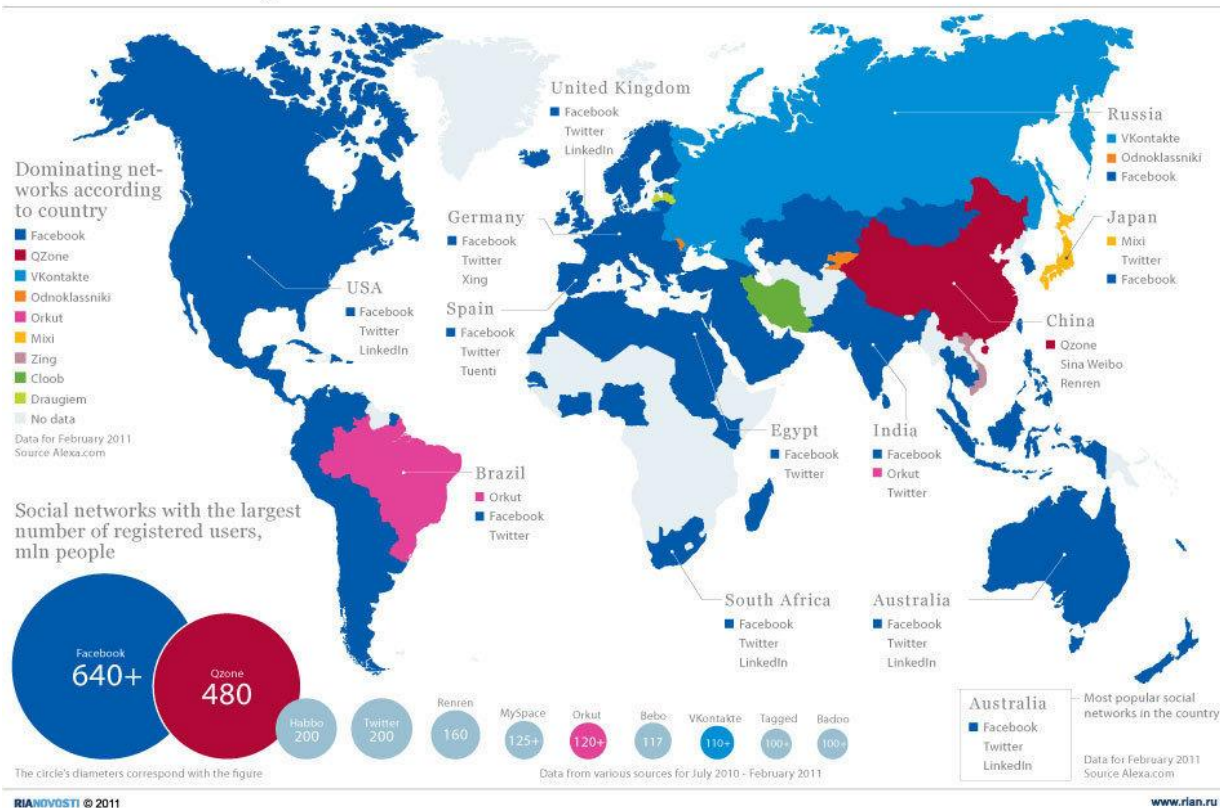 United Kingdom
Facebook
Twitter
LinkedIn
Russia
VKontakte
Odnoklassniki
Facebook
Dominating net-
works according
to country
Facebook
QZone
VKontakte
Odnoklassniki
Orkut
Mixi
Zing
Cloob
Draugiem
No data
Data for February 2011
Source Alexa.com
Germany
Facebook
Twitter
Xing
Japan
Mixi
Twitter
Facebook
USA
Facebook
Twitter
LinkedIn
Spain
Facebook
Twitter
Tuenti
China
Qzone
Sina Weibo
Renren
Egypt
Facebook
Twitter
India
Facebook
Orkut
Twitter
Brazil
Orkut
Facebook
Twitter
South Africa
Facebook
Twitter
LinkedIn
Australia
Facebook
Twitter
LinkedIn
Social networks with the largest
number of registered users,
mln people
Facebook
640+
Qzone
480
Habbo
200
Twitter
200
Renren
160
MySpace
125+
Orkut
120+
Bebo
117
VKontakte
110+
Tagged
100+
Badoo
100+
Australia
Facebook
Twitter
LinkedIn
Most popular social
networks in the country
Data for February 2011
Source Alexa.com
The circle's diameters correspond with the figure
Data from various sources for July 2010 - February 2011
RIANOVOSTI © 2011
www.rian.ru